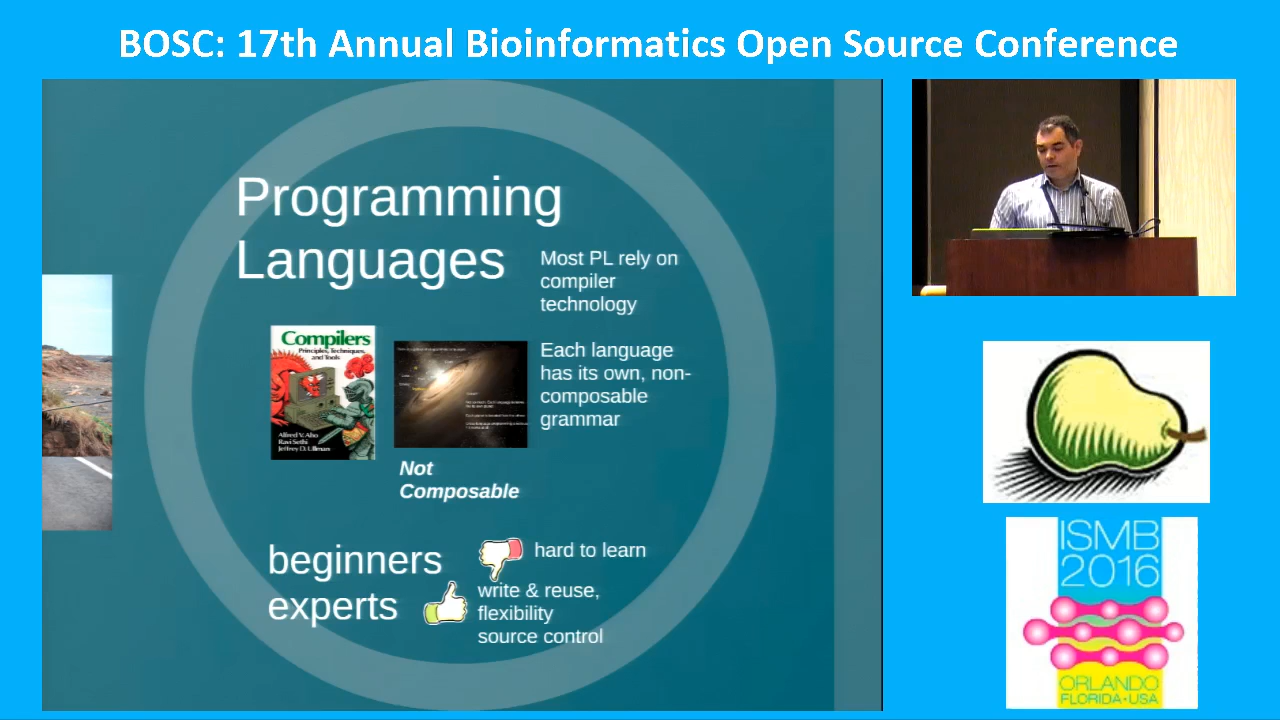 BOSC: 17th Annual Bioinformatics Open Source Conference
Programming
Languages
Most PL rely on
compiler
technology
Each language
has its own, non-
composable
grammar
Compilers
Principles, Techniques,
and Tools
Alfred V. Aho
Ravi Sethi
Jeffrey D. Ullman
Not
Composable
beginners
experts
hard to learn
write & reuse,
flexibility
source control
ISMB
2016
ORLANDO
FLORIDA•USA